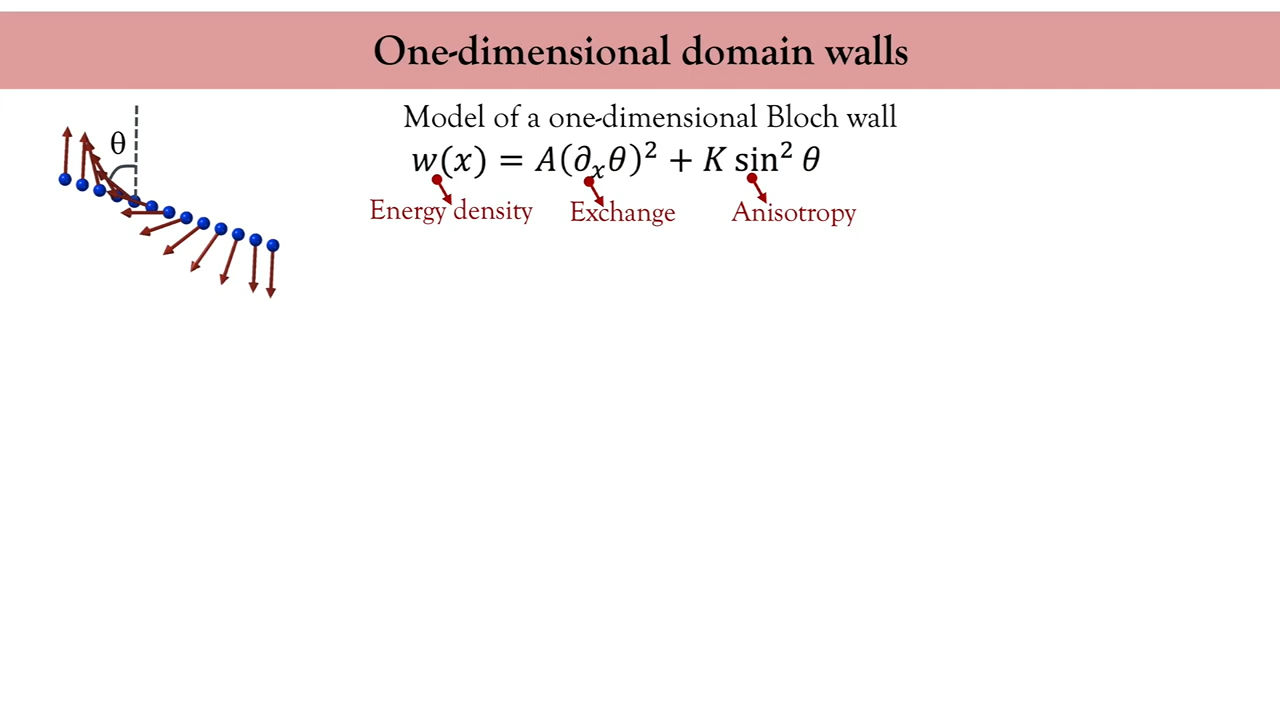 One-dimensional domain walls
θ
Model of a one-dimensional Bloch wall
w(x) = A(∂ₓθ)² + K sin² θ
Energy density Exchange Anisotropy